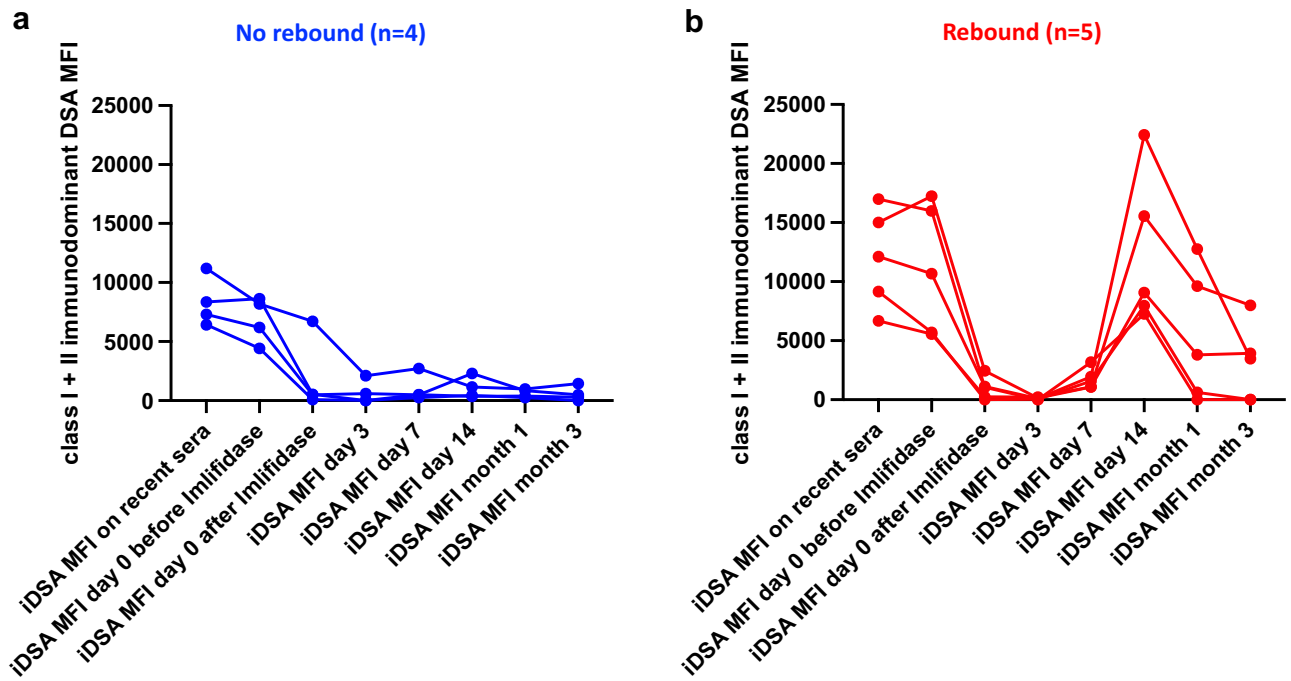 a
No rebound (n=4)
class I + II immunodominant DSA MFI
25000
20000
15000
10000
5000
0
iDSA MFI on recent sera
iDSA MFI day 0 before Imlifidase
iDSA MFI day 0 after Imlifidase
iDSA MFI day 3
iDSA MFI day 7
iDSA MFI day 14
iDSA MFI month 1
iDSA MFI month 3
b
Rebound (n=5)
class I + II immunodominant DSA MFI
25000
20000
15000
10000
5000
0
iDSA MFI on recent sera
iDSA MFI day 0 before Imlifidase
iDSA MFI day 0 after Imlifidase
iDSA MFI day 3
iDSA MFI day 7
iDSA MFI day 14
iDSA MFI month 1
iDSA MFI month 3